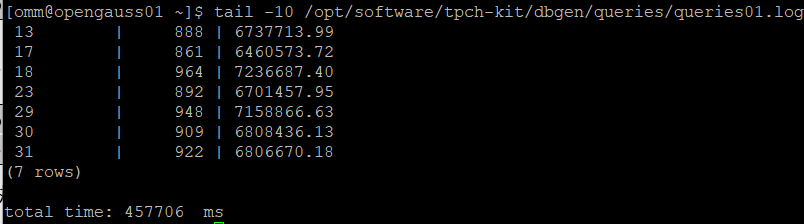 [omm@opengauss01 ~]$ tail -10 /opt/software/tpch-kit/dbgen/queries/queries01.log
13 | 888 | 6737713.99
17 | 861 | 6460573.72
18 | 964 | 7236687.40
23 | 892 | 6701457.95
29 | 948 | 7158866.63
30 | 909 | 6808436.13
31 | 922 | 6806670.18
(7 rows)
total time: 457706 ms